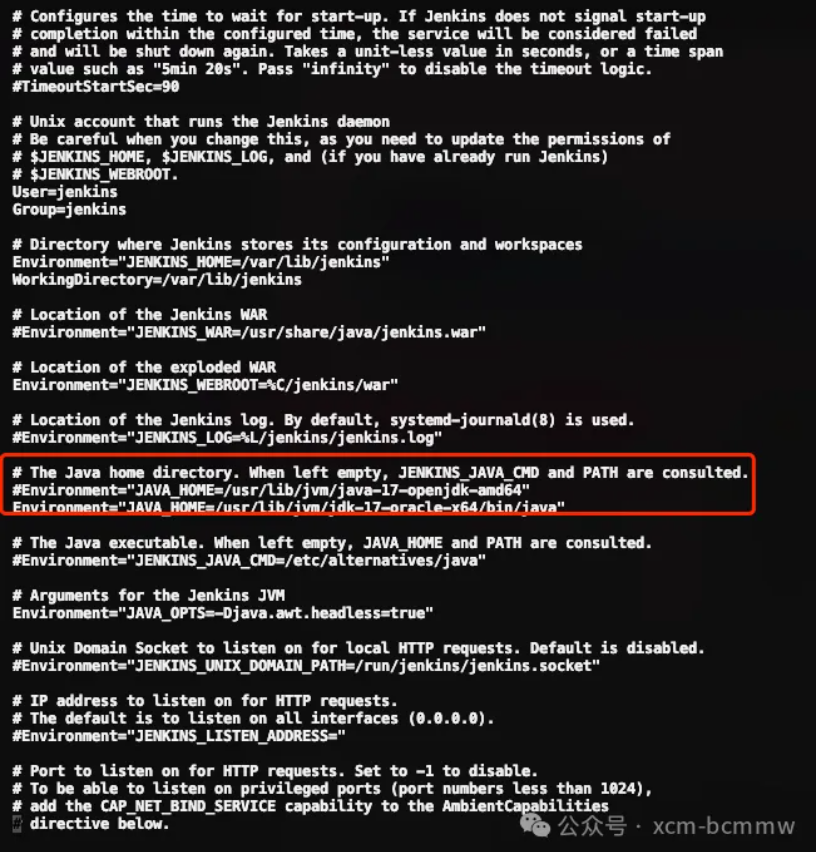 # Configures the time to wait for start-up. If Jenkins does not signal start-up
# completion within the configured time, the service will be considered failed
# and will be shut down again. Takes a unit-less value in seconds, or a time span
# value such as "5min 20s". Pass "infinity" to disable the timeout logic.
#TimeoutStartSec=90
# Unix account that runs the Jenkins daemon
# Be careful when you change this, as you need to update the permissions of
# $JENKINS_HOME, $JENKINS_LOG, and (if you have already run Jenkins)
# $JENKINS_WEBROOT.
User=jenkins
Group=jenkins
# Directory where Jenkins stores its configuration and workspaces
Environment="JENKINS_HOME=/var/lib/jenkins"
WorkingDirectory=/var/lib/jenkins
# Location of the Jenkins WAR
#Environment="JENKINS_WAR=/usr/share/java/jenkins.war"
# Location of the exploded WAR
Environment="JENKINS_WEBROOT=%C/jenkins/war"
# Location of the Jenkins log. By default, systemd-journald(8) is used.
#Environment="JENKINS_LOG=%L/jenkins/jenkins.log"
# The Java home directory. When left empty, JENKINS_JAVA_CMD and PATH are consulted.
#Environment="JAVA_HOME=/usr/lib/jvm/java-17-openjdk-amd64"
Environment="JAVA_HOME=/usr/lib/jvm/jdk-17-oracle-x64/bin/java"
# The Java executable. When left empty, JAVA_HOME and PATH are consulted.
#Environment="JENKINS_JAVA_CMD=/etc/alternatives/java"
# Arguments for the Jenkins JVM
Environment="JAVA_OPTS=-Djava.awt.headless=true"
# Unix Domain Socket to listen on for local HTTP requests. Default is disabled.
#Environment="JENKINS_UNIX_DOMAIN_PATH=/run/jenkins/jenkins.socket"
# IP address to listen on for HTTP requests.
# The default is to listen on all interfaces (0.0.0.0).
#Environment="JENKINS_LISTEN_ADDRESS="
# Port to listen on for HTTP requests. Set to -1 to disable.
# To be able to listen on privileged ports (port numbers less than 1024),
# add the CAP_NET_BIND_SERVICE capability to the AmbientCapabilities
# directive below.
公众号 · xcm-bcmmw